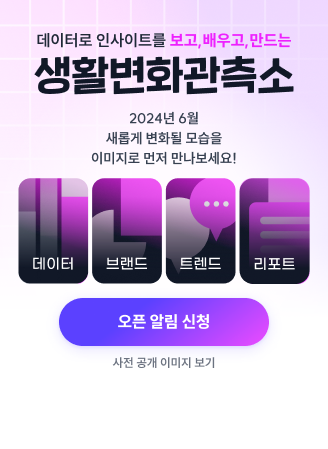 데이터로 인사이트를 보고,배우고,만드는
생활변화관측소
2024년 6월
새롭게 변화될 모습을
이미지로 먼저 만나보세요!
데이터
브랜드
트렌드
리포트
오픈 알림 신청
사전 공개 이미지 보기